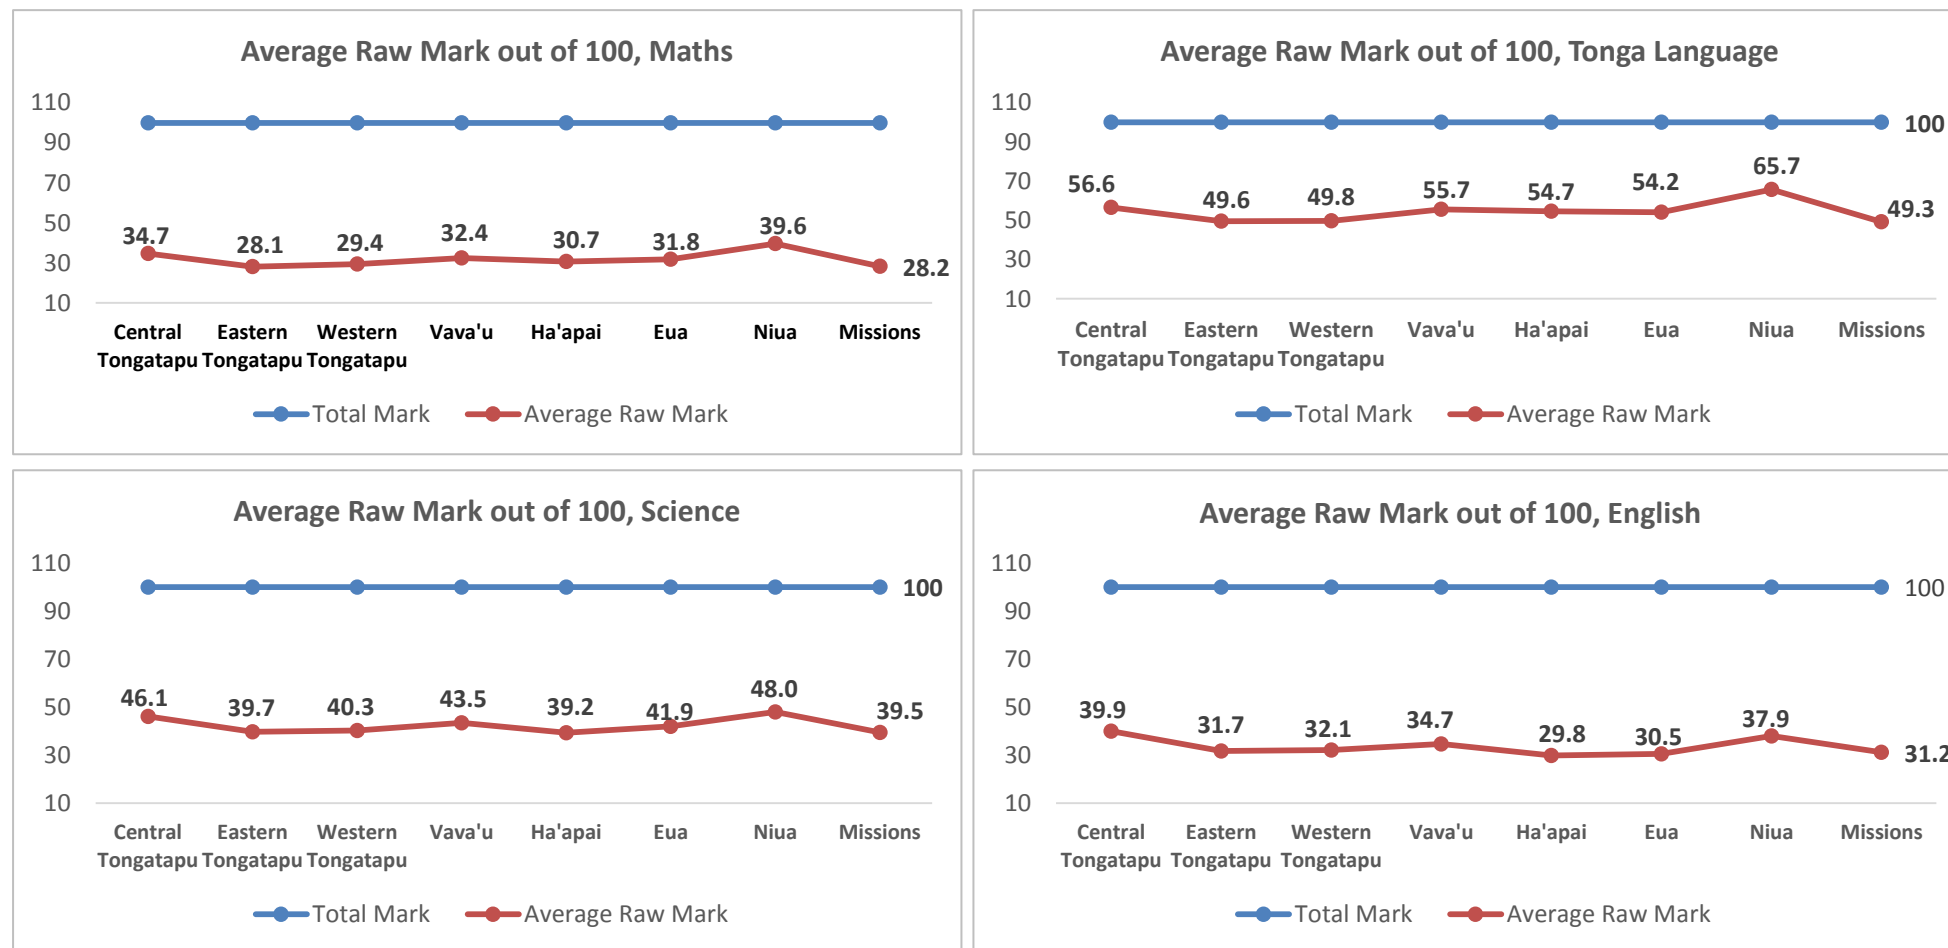 Average Raw Mark out of 100, Maths
110
90
70
50
30
10
34.7 28.1 29.4 32.4 30.7 31.8 39.6 28.2
Central Tongatapu
Eastern Tongatapu
Western Tongatapu
Vava'u
Ha'apai
Eua
Niua
Missions
Total Mark Average Raw Mark
Average Raw Mark out of 100, Tonga Language
110
90
70
50
30
10
100
56.6 49.6 49.8 55.7 54.7 54.2 65.7 49.3
Central Tongatapu
Eastern Tongatapu
Western Tongatapu
Vava'u
Ha'apai
Eua
Niua
Missions
Total Mark Average Raw Mark
Average Raw Mark out of 100, Science
110
90
70
50
30
10
100
46.1 39.7 40.3 43.5 39.2 41.9 48.0 39.5
Central Tongatapu
Eastern Tongatapu
Western Tongatapu
Vava'u
Ha'apai
Eua
Niua
Missions
Total Mark Average Raw Mark
Average Raw Mark out of 100, English
110
90
70
50
30
10
100
39.9 31.7 32.1 34.7 29.8 30.5 37.9 31.2
Central Tongatapu
Eastern Tongatapu
Western Tongatapu
Vava'u
Ha'apai
Eua
Niua
Missions
Total Mark Average Raw Mark